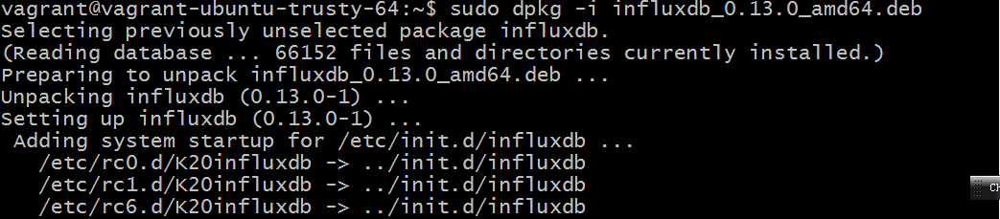 vagrant@vagrant-ubuntu-trusty-64:~$ sudo dpkg -i influxdb_0.13.0_amd64.deb
Selecting previously unselected package influxdb.
(Reading database ... 66152 files and directories currently installed.)
Preparing to unpack influxdb_0.13.0_amd64.deb ...
Unpacking influxdb (0.13.0-1) ...
Setting up influxdb (0.13.0-1) ...
 Adding system startup for /etc/init.d/influxdb ...
   /etc/rc0.d/K20influxdb -> ../init.d/influxdb
   /etc/rc1.d/K20influxdb -> ../init.d/influxdb
   /etc/rc6.d/K20influxdb -> ../init.d/influxdb